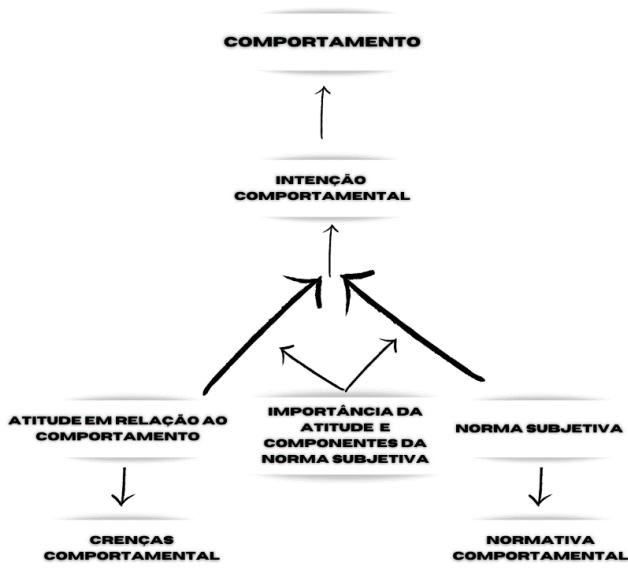 COMPORTAMENTO
INTENÇÃO
COMPORTAMENTAL
ATITUDE EM RELAÇÃO AO
COMPORTAMENTO
IMPORTÂNCIA DA
ATITUDE E
COMPONENTES DA
NORMA SUBJETIVA
NORMA SUBJETIVA
CRENÇAS
COMPORTAMENTAL
NORMATIVA
COMPORTAMENTAL